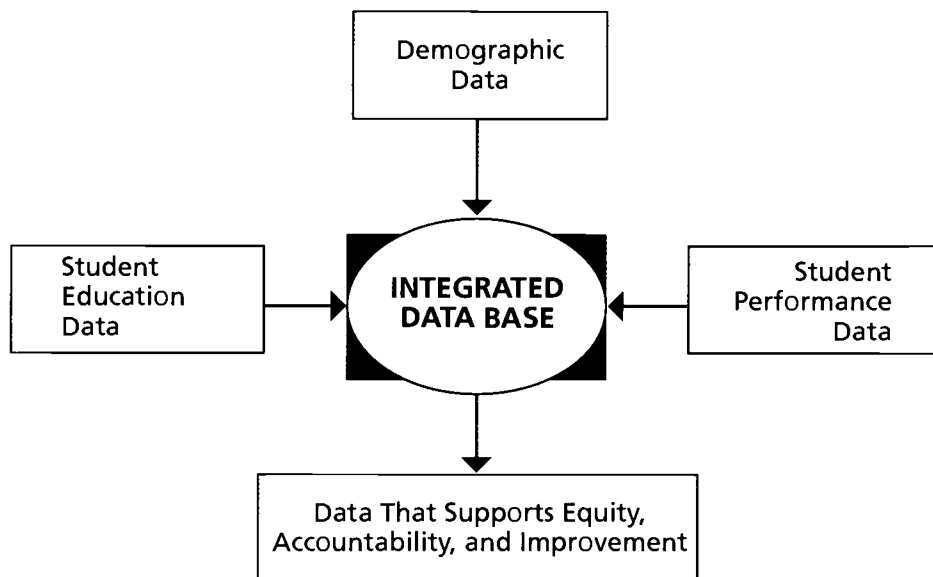 Demographic
Data
Student
Education
Data
INTEGRATED
DATA BASE
Student
Performance
Data
Data That Supports Equity,
Accountability, and Improvement